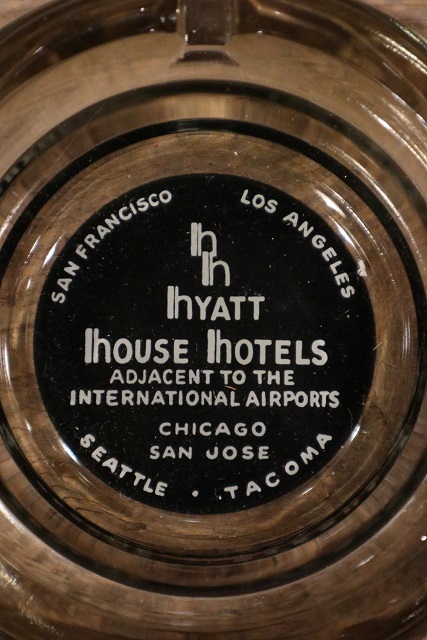 SAN FRANCISCO
LOS ANGELES
hh
hyATT
hOUSE hOTELS
ADJACENT TO THE
INTERNATIONAL AIRPORTS
CHICAGO
SAN JOSE
SEATTLE • TACOMA